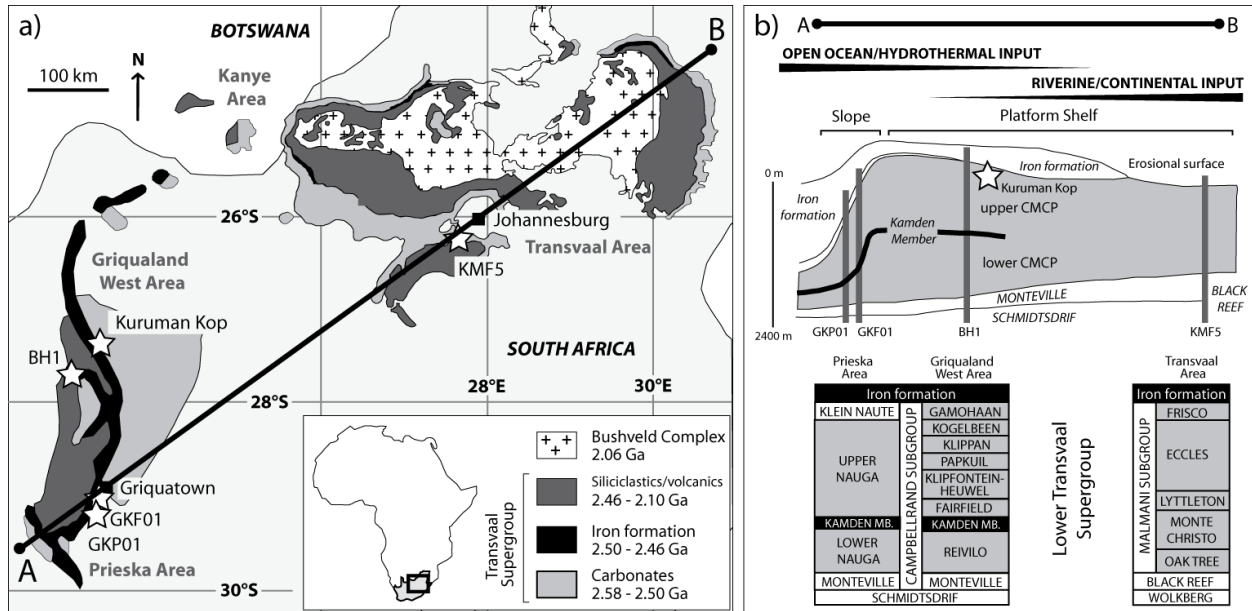 a)
BOTSWANA
B
100 km
N
Kanye
Area
26°S
Johannesburg
Transvaal Area
KMF5
Griqualand
West Area
Kuruman Kop
BH1
SOUTH AFRICA
28°E
30°E
28°S
Griquatown
GKF01
GKP01
A
Prieska Area
30°S
Bushveld Complex
2.06 Ga
Siliciclastics/volcanics
2.46 - 2.10 Ga
Iron formation
2.50 - 2.46 Ga
Carbonates
2.58 - 2.50 Ga
Transvaal
Supergroup
b)
A
B
OPEN OCEAN/HYDROTHERMAL INPUT
RIVERINE/CONTINENTAL INPUT
Slope
Platform Shelf
0 m
Iron formation
Erosional surface
Kuruman Kop
upper CMCP
Iron
formation
Kamden
Member
lower CMCP
MONTEVILLE
SCHMIDTSDRIF
BLACK
REEF
2400 m
GKP01
GKF01
BH1
KMF5
Prieska
Area
Griqualand
West Area
Transvaal
Area
Iron formation
KLEIN NAUTE
UPPER
NAUGA
KAMDEN MB.
LOWER
NAUGA
MONTEVILLE
SCHMIDTSDRIF
CAMPBELLRAND SUBGROUP
GAMOHAAN
KOGELBEEN
KLIPPAN
PAPKUIL
KLIPFONTEIN-
HEUWEL
FAIRFIELD
KAMDEN MB.
REIVILO
MONTEVILLE
Lower Transvaal
Supergroup
Iron formation
MALMANI SUBGROUP
FRISCO
ECCLES
LYTTLETON
MONTE
CHRISTO
OAK TREE
BLACK REEF
WOLKBERG